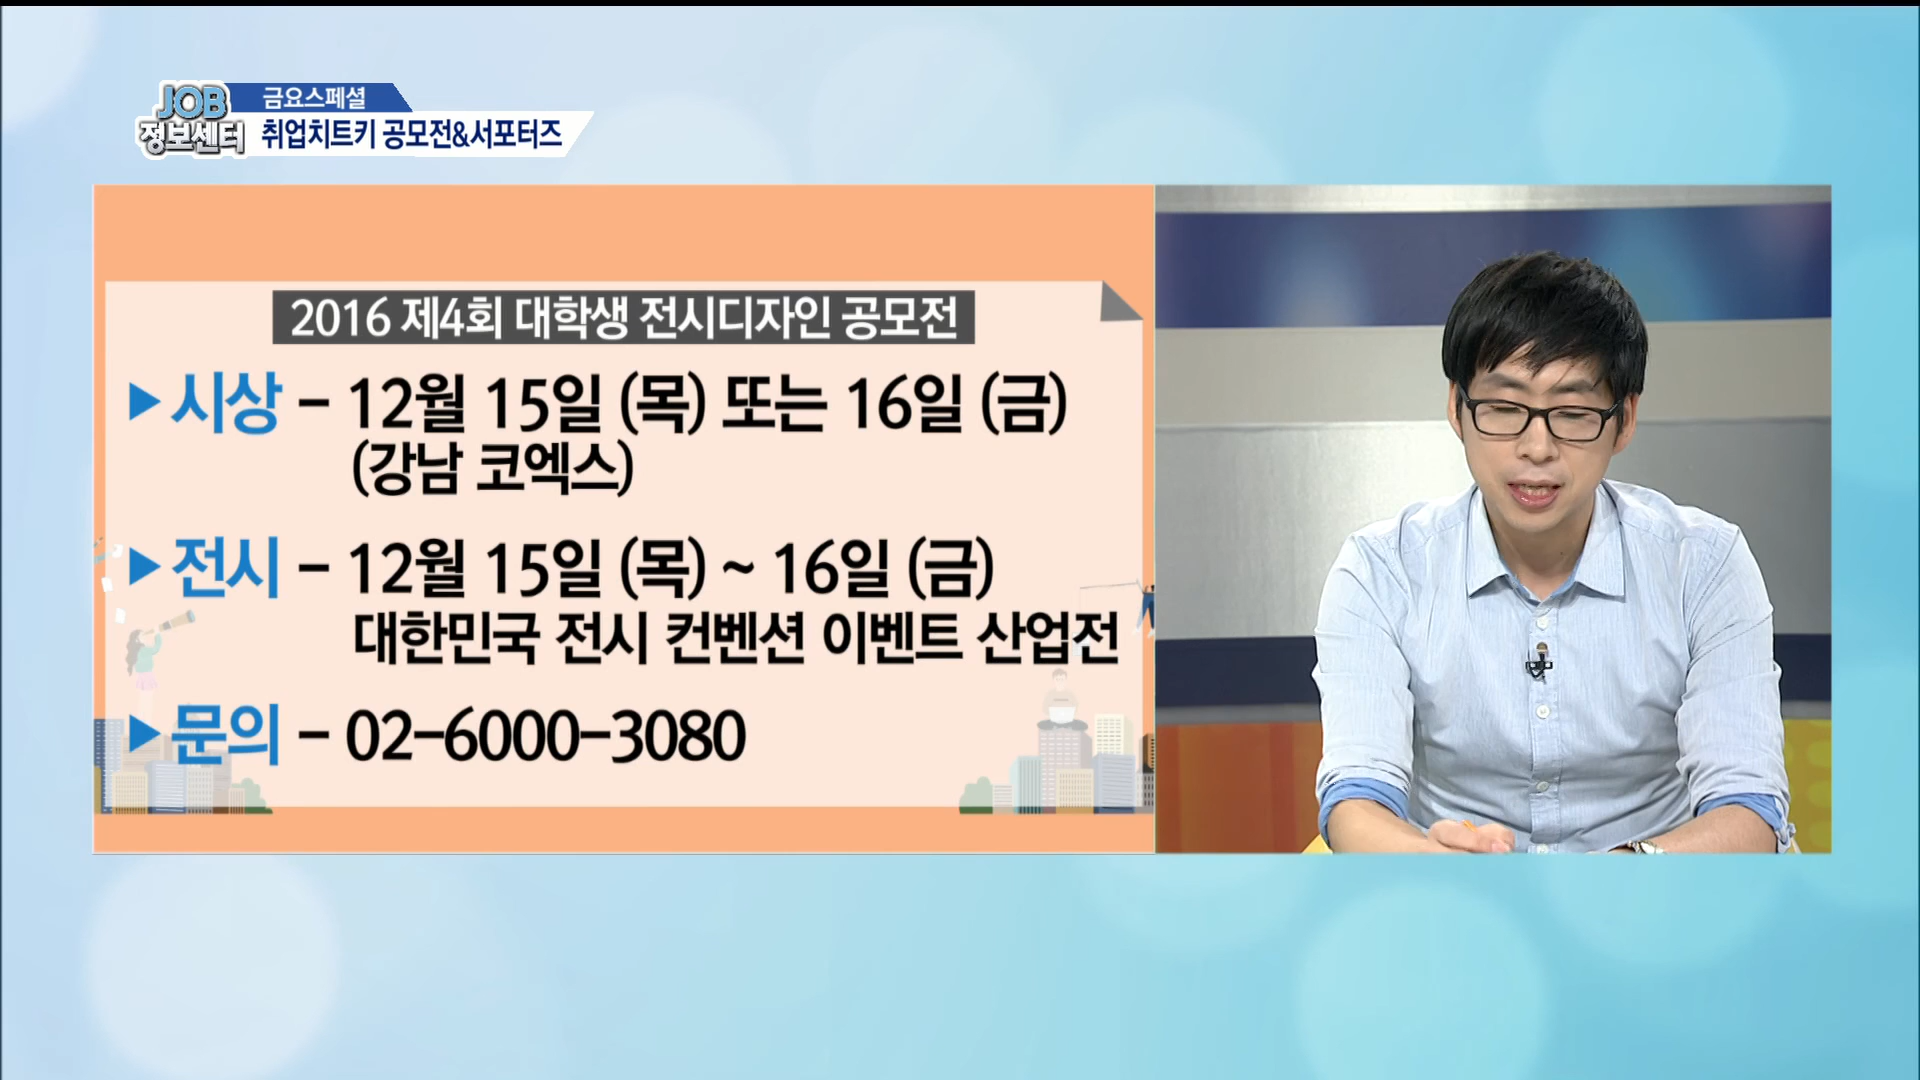 JOB
정보센터
금요스페셜
취업치트키 공모전&서포터즈
2016 제4회 대학생 전시디자인 공모전
▶시상 - 12월 15일 (목) 또는 16일 (금)
(강남 코엑스)
▶전시 - 12월 15일 (목) ~ 16일 (금)
대한민국 전시 컨벤션 이벤트 산업전
▶문의 - 02-6000-3080